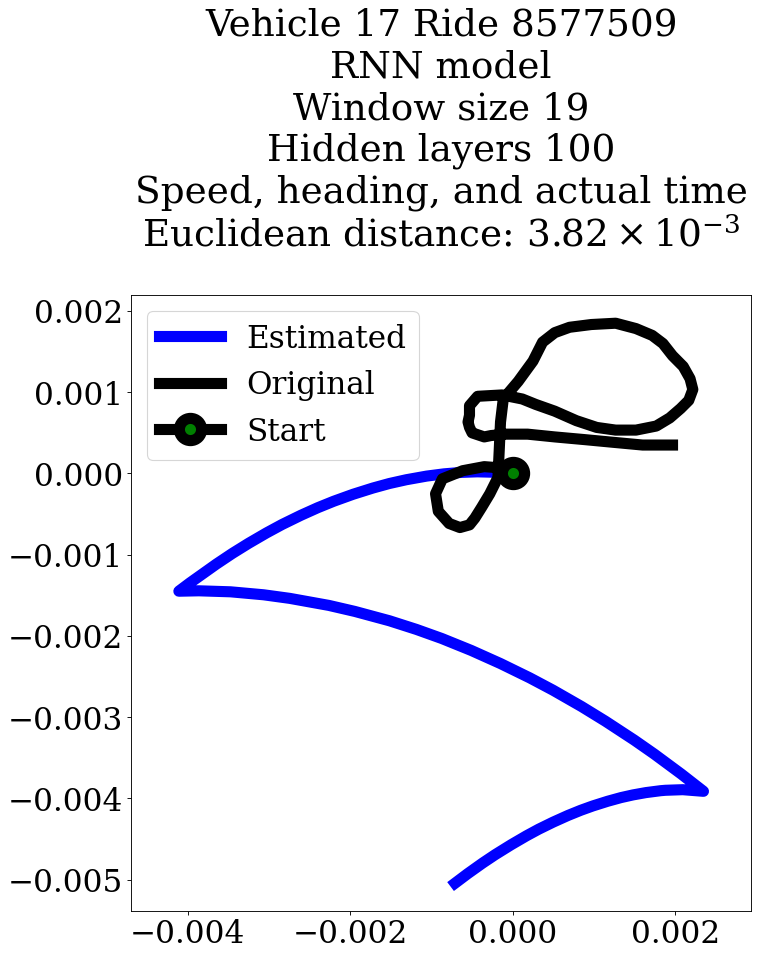 Vehicle 17 Ride 8577509
RNN model
Window size 19
Hidden layers 100
Speed, heading, and actual time
Euclidean distance: 3.82 × 10⁻³
Estimated
Original
Start
0.002
0.001
0.000
−0.001
−0.002
−0.003
−0.004
−0.005
−0.004 −0.002 0.000 0.002